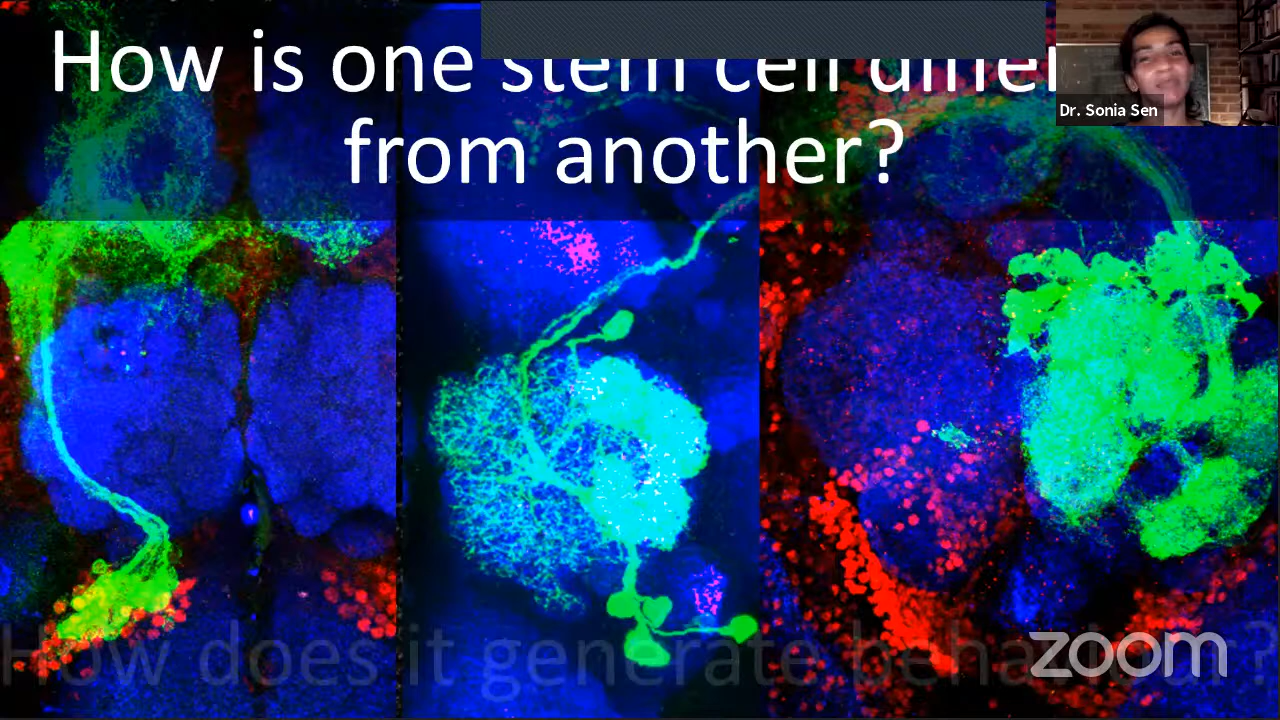 How is one stem cell differ
from another?
Dr. Sonia Sen
How does it generate behaviour?
zoom